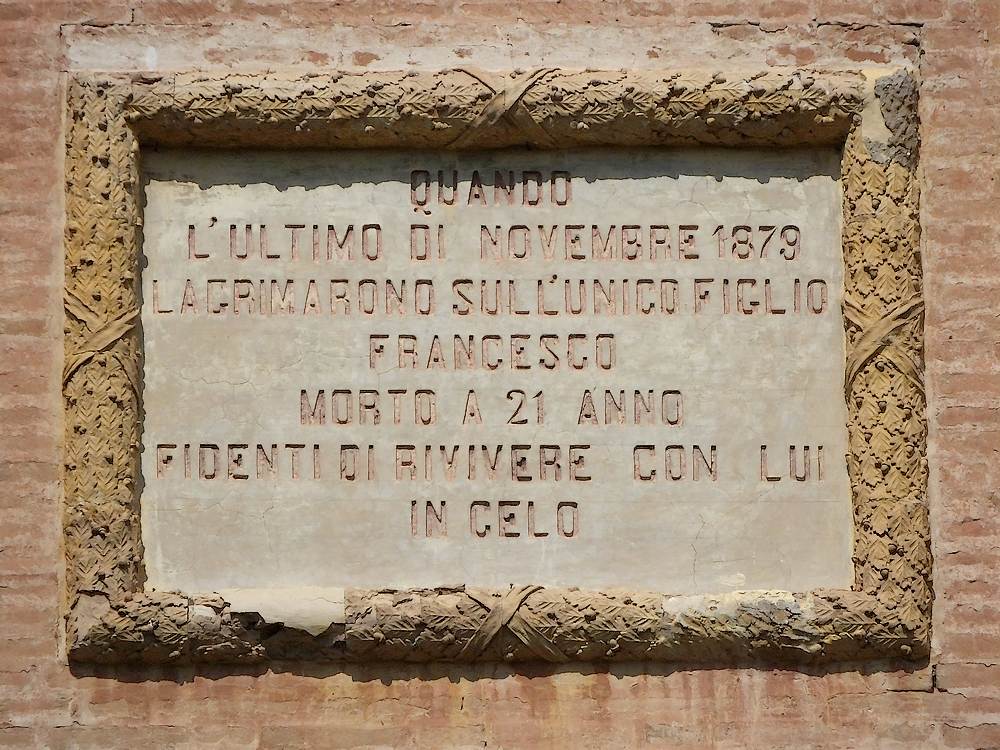 QUANDO
L'ULTIMO DI NOVEMBRE 1879
LAGRIMARONO SULL'UNICO FIGLIO
FRANCESCO
MORTO A 21 ANNO
FIDENTI DI RIVIVERE CON LUI
IN CELO